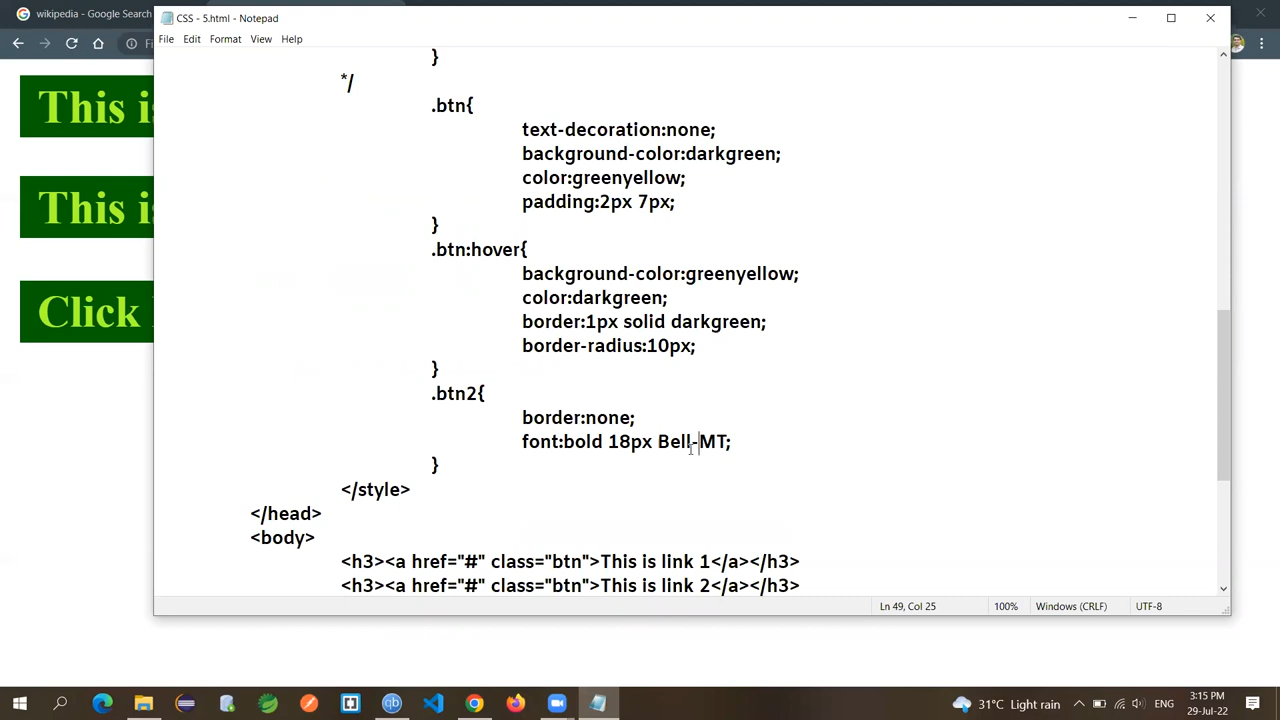 wikipedia - Google Search
CSS - 5.html - Notepad
File Edit Format View Help
}
*/
.btn{
text-decoration:none;
background-color:darkgreen;
color:greenyellow;
padding:2px 7px;
}
.btn:hover{
background-color:greenyellow;
color:darkgreen;
border:1px solid darkgreen;
border-radius:10px;
}
.btn2{
border:none;
font:bold 18px Bell-MT;
}
</style>
</head>
<body>
<h3><a href="#" class="btn">This is link 1</a></h3>
<h3><a href="#" class="btn">This is link 2</a></h3>
Ln 49, Col 25 100% Windows (CRLF) UTF-8
This is
This is
Click
31°C Light rain ENG 3:15 PM
29-Jul-22